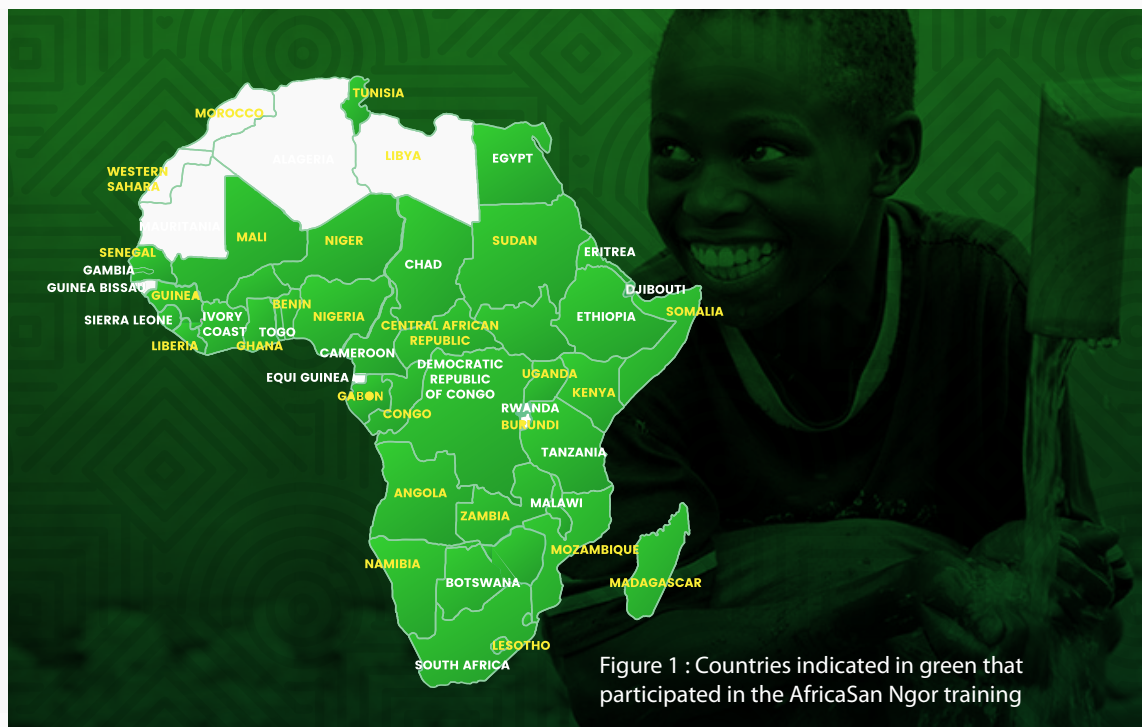 TUNISIA
MOROCCO
ALAGERIA
LIBYA
EGYPT
WESTERN
SAHARA
MAURITANIA
MALI
NIGER
CHAD
SUDAN
ERITREA
SENEGAL
GAMBIA
GUINEA BISSAU
GUINEA
DJIBOUTI
SOMALIA
SIERRA LEONE
IVORY
COAST
BENIN
TOGO
NIGERIA
ETHIOPIA
LIBERIA
GHANA
CENTRAL AFRICAN
REPUBLIC
CAMEROON
DEMOCRATIC
REPUBLIC
OF CONGO
EQUI GUINEA
UGANDA
KENYA
GABON
CONGO
RWANDA
BURUNDI
TANZANIA
ANGOLA
MALAWI
ZAMBIA
MOZAMBIQUE
NAMIBIA
BOTSWANA
MADAGASCAR
LESOTHO
SOUTH AFRICA
Figure 1 : Countries indicated in green that
participated in the AfricaSan Ngor training